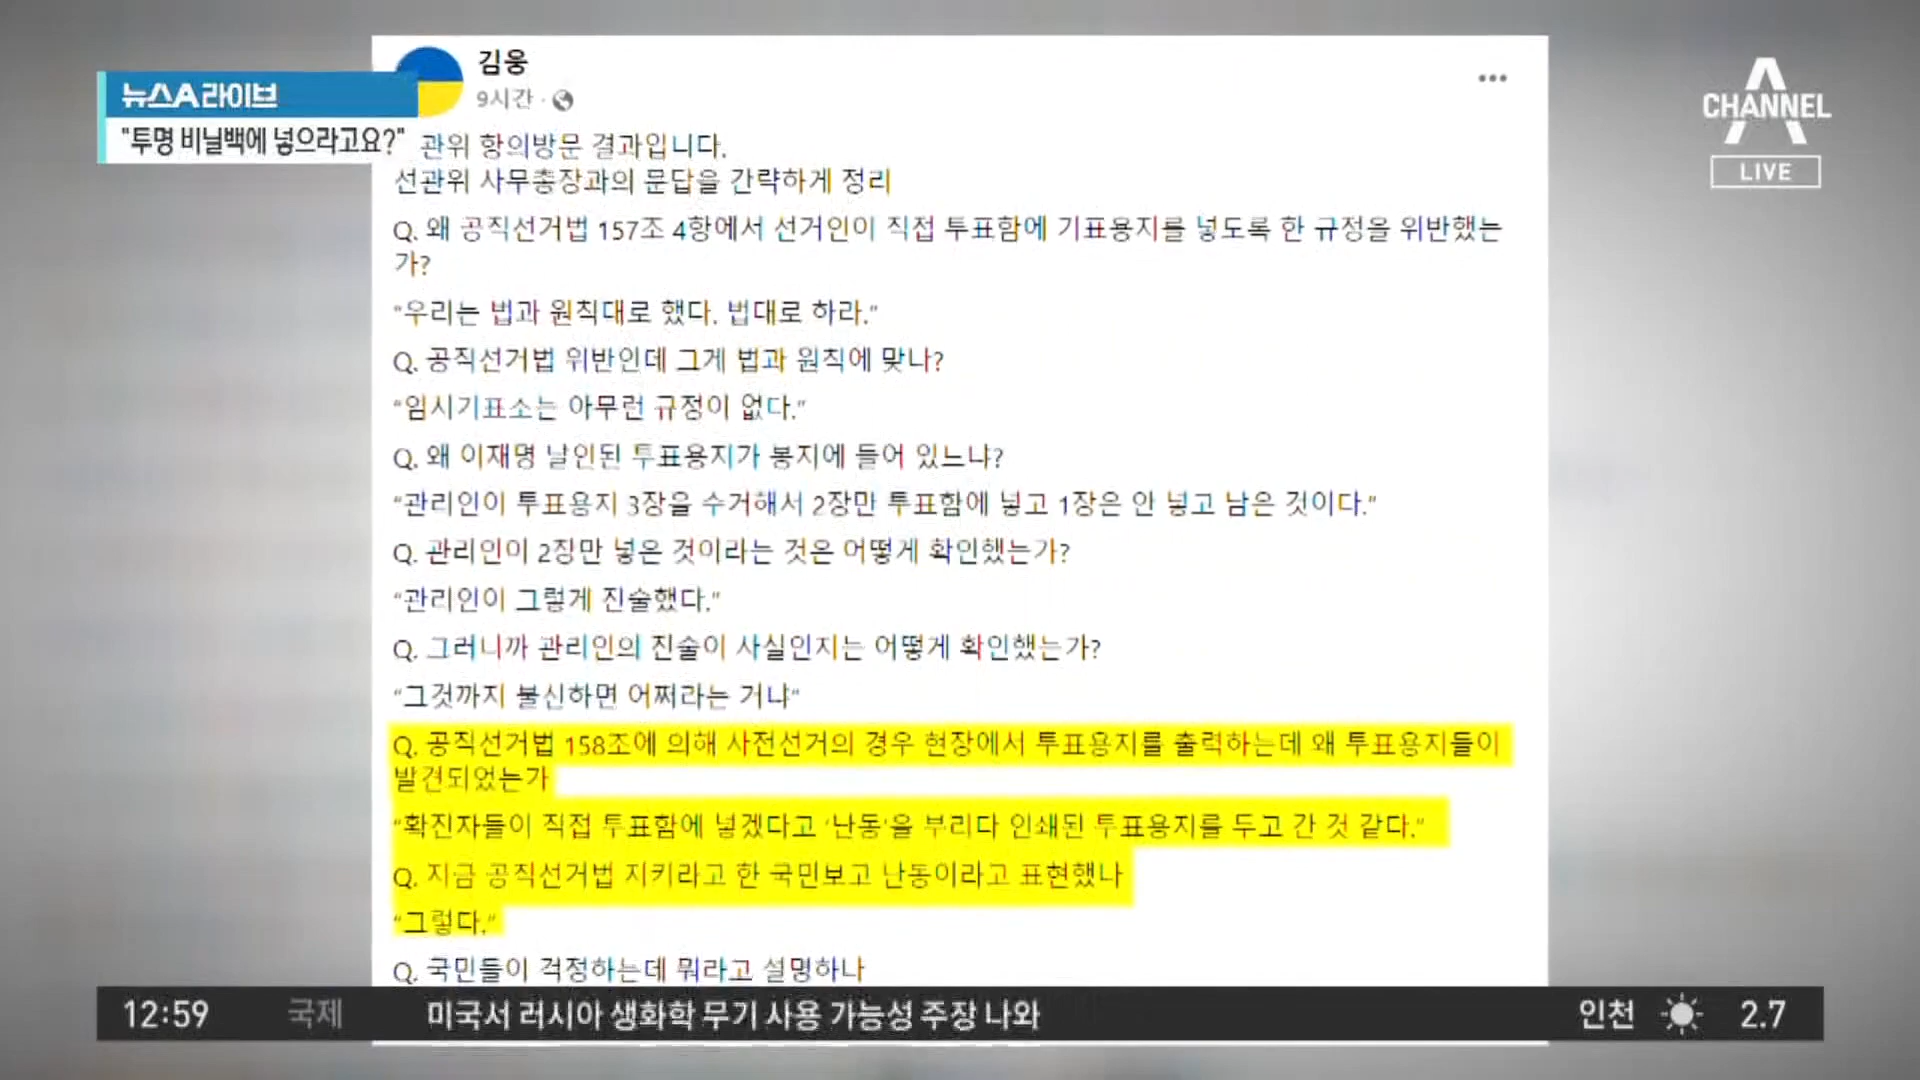 뉴스A라이브
"투명 비닐백에 넣으라고요?"
CHANNEL A
LIVE
김웅
9시간 ·
관위 항의방문 결과입니다.
선관위 사무총장과의 문답을 간략하게 정리
Q. 왜 공직선거법 157조 4항에서 선거인이 직접 투표함에 기표용지를 넣도록 한 규정을 위반했는
가?
"우리는 법과 원칙대로 했다. 법대로 하라."
Q. 공직선거법 위반인데 그게 법과 원칙에 맞나?
"임시기표소는 아무런 규정이 없다."
Q. 왜 이재명 날인된 투표용지가 봉지에 들어 있느냐?
"관리인이 투표용지 3장을 수거해서 2장만 투표함에 넣고 1장은 안 넣고 남은 것이다."
Q. 관리인이 2장만 넣은 것이라는 것은 어떻게 확인했는가?
"관리인이 그렇게 진술했다."
Q. 그러니까 관리인의 진술이 사실인지는 어떻게 확인했는가?
"그것까지 불신하면 어쩌라는 거냐"
Q. 공직선거법 158조에 의해 사전선거의 경우 현장에서 투표용지를 출력하는데 왜 투표용지들이
발견되었는가
"확진자들이 직접 투표함에 넣겠다고 '난동'을 부리다 인쇄된 투표용지를 두고 간 것 같다."
Q. 지금 공직선거법 지키라고 한 국민보고 난동이라고 표현했나
"그렇다."
Q. 국민들이 걱정하는데 뭐라고 설명하나
12:59 국제 미국서 러시아 생화학 무기 사용 가능성 주장 나와 인천 2.7